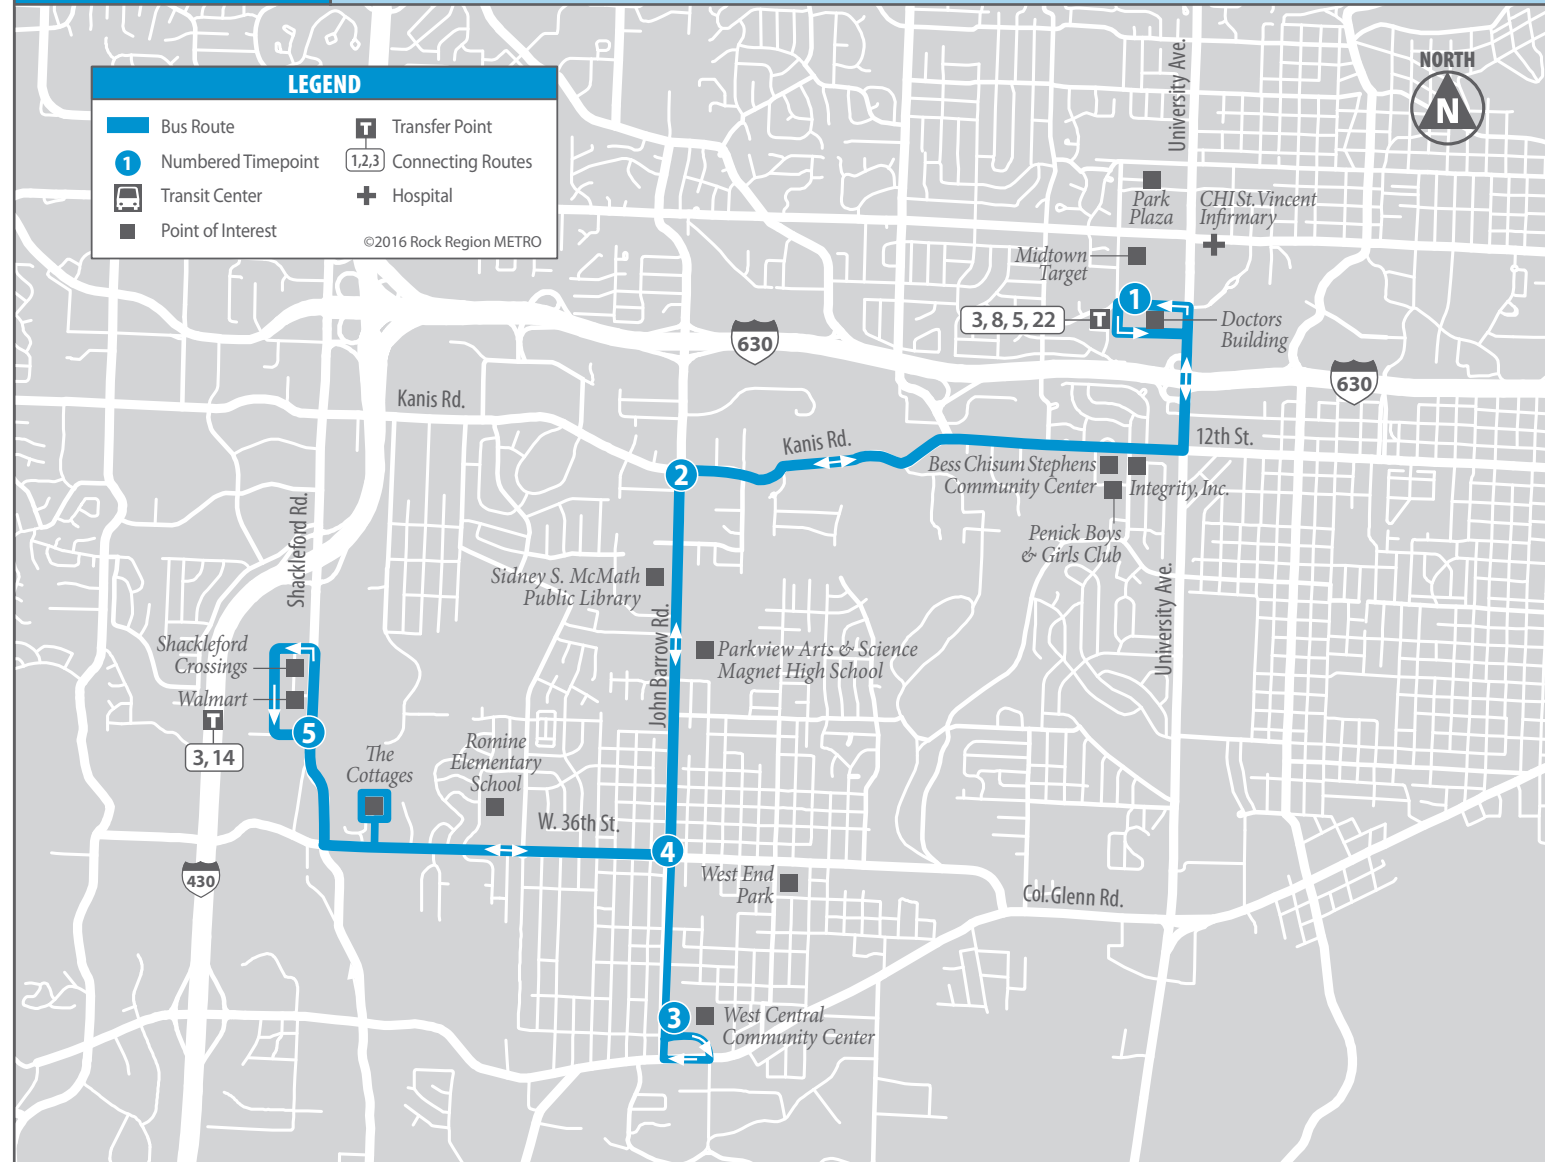 LEGEND
Bus Route
Transfer Point
1
Numbered Timepoint
1,2,3
Connecting Routes
Transit Center
Hospital
Point of Interest
©2016 Rock Region METRO
NORTH
N
University Ave.
Park
Plaza
CHI St. Vincent
Infirmary
Midtown
Target
1
3, 8, 5, 22
T
Doctors
Building
630
630
Kanis Rd.
Kanis Rd.
12th St.
2
Bess Chisum Stephens
Community Center
Integrity, Inc.
Penick Boys
& Girls Club
Shackleford Rd.
Sidney S. McMath
Public Library
John Barrow Rd.
University Ave.
Parkview Arts & Science
Magnet High School
Shackleford
Crossings
Walmart
T
3, 14
5
The
Cottages
Romine
Elementary
School
W. 36th St.
4
430
West End
Park
Col. Glenn Rd.
3
West Central
Community Center